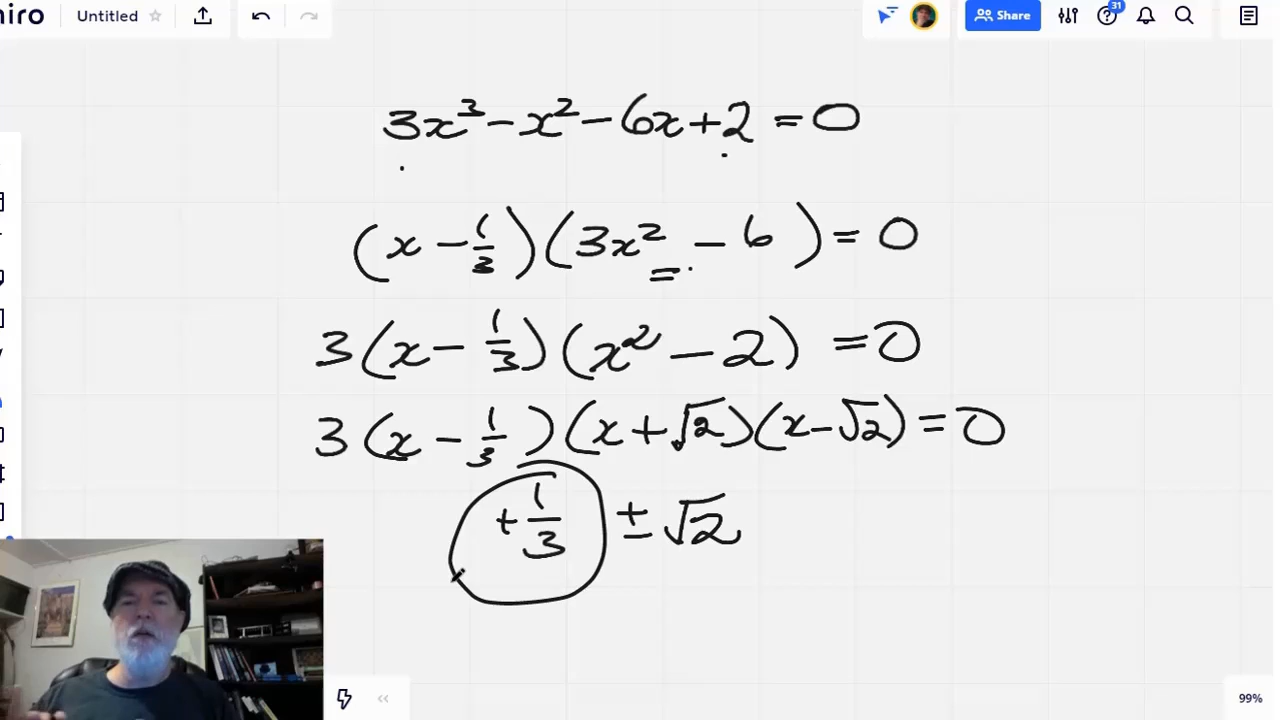 iro Untitled Share 31
3x³ - x² - 6x + 2 = 0
(x - 1/3)(3x² - 6) = 0
3(x - 1/3)(x² - 2) = 0
3(x - 1/3)(x + √2)(x - √2) = 0
+ 1/3 ± √2
99%